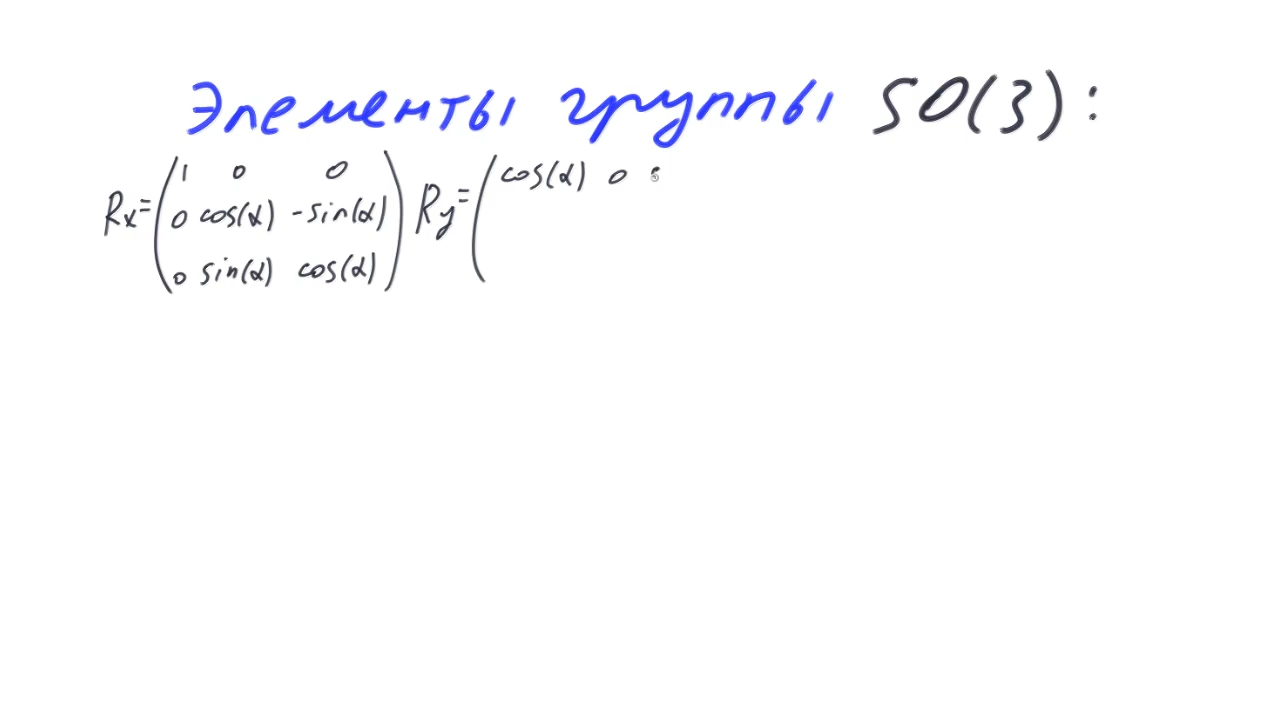 Элементы группы SO(3):
1 0 0 cos(α) 0
Rx= 0 cos(α) -sin(α) Ry=
0 sin(α) cos(α)